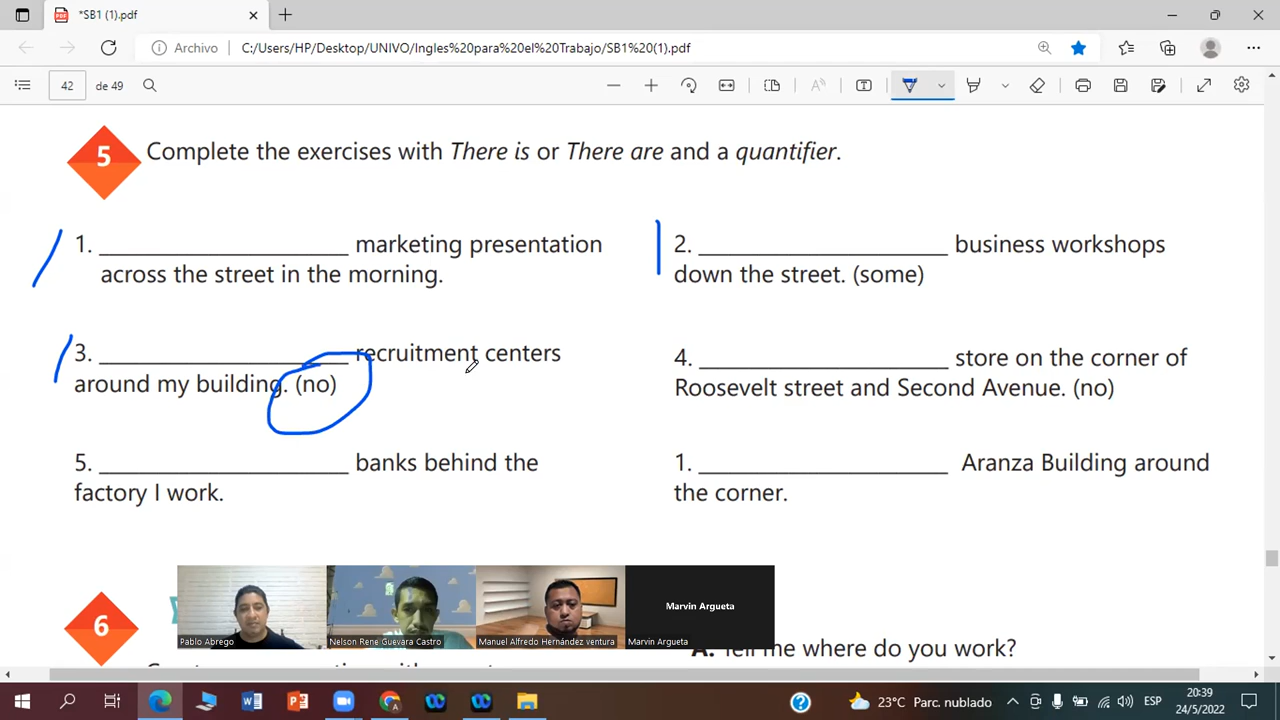 *SB1 (1).pdf
Archivo
C:/Users/HP/Desktop/UNIVO/Ingles%20para%20el%20Trabajo/SB1%20(1).pdf
42 de 49
5 Complete the exercises with There is or There are and a quantifier.
1. ______________________ marketing presentation
across the street in the morning.
2. ______________________ business workshops
down the street. (some)
3. ______________________ recruitment centers
around my building. (no)
4. ______________________ store on the corner of
Roosevelt street and Second Avenue. (no)
5. ______________________ banks behind the
factory I work.
1. ______________________ Aranza Building around
the corner.
6
Pablo Abrego
Nelson Rene Guevara Castro
Manuel Alfredo Hernández ventura
Marvin Argueta
Marvin Argueta
A: Tell me where do you work?
23°C Parc. nublado
ESP
20:39
24/5/2022